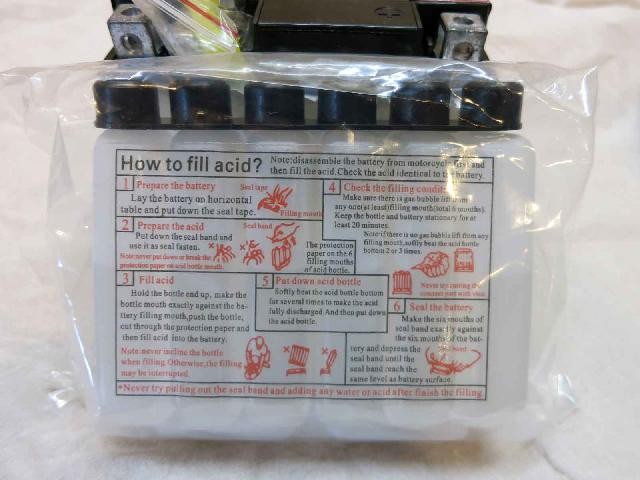 How to fill acid?
Note:disassemble the battery from motorcycle first and
then fill the acid.Check the acid identical to the battery.
1 Prepare the battery
Seal tape
Lay the battery on horizontal
table and put down the seal tape.
Filling mouth
2 Prepare the acid
Seal band
Put down the seal band and
use it as seal fasten.
Note:never put down or break the
protection paper on acid bottle mouth.
The protection
paper on the 6
filling mouths
of acid bottle.
3 Fill acid
Hold the bottle end up, make the
bottle mouth exactly against the ba-
ttery filling mouth,push the bottle,
cut through the protection paper and
then fill acid into the battery.
Note:never incline the bottle
when filling.Otherwise,the filling
may be interrupted.
4 Check the filling condition
Make sure there is gas bubble lift from
any one(at least)filling mouth(total 6 mouths).
Keep the bottle and battery stationary for at
least 20 minutes.
Note:if there is no gas bubble lift from any
filling mouth,softly beat the acid bottle
bottom 2 or 3 times.
Never try cutting the
5 Put down acid bottle
Softly beat the acid bottle bottom
for several times to make the acid
fully discharged.And then put down
the acid bottle.
6 Seal the battery
Make the six mouths of
seal band exactly against
the six mouths of the bat-
tery and depress the
seal band until the
seal band reach the
same level as battery surface.
Seal band
*Never try pulling out the seal band and adding any water or acid after finish the filling.